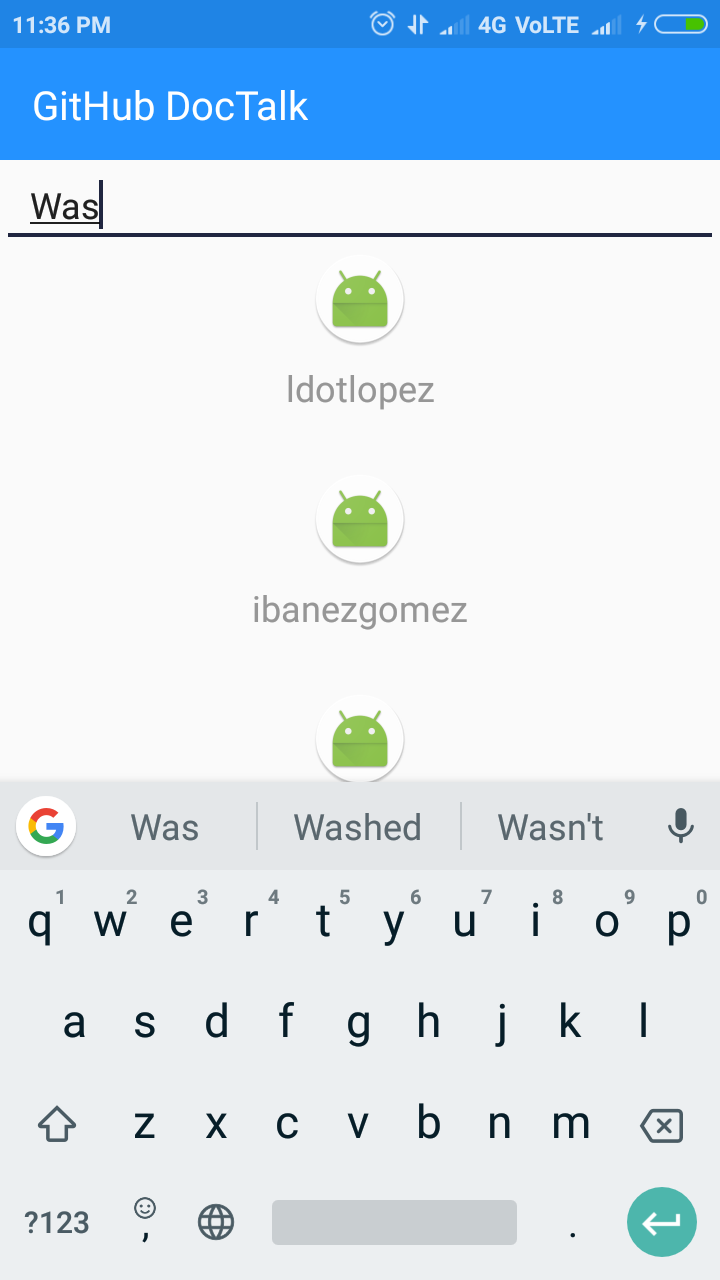 11:36 PM 4G VoLTE
GitHub DocTalk
Was
ldotlopez
ibanezgomez
G Was Washed Wasn't
1 2 3 4 5 6 7 8 9 0
q w e r t y u i o p
a s d f g h j k l
z x c v b n m
?123 , .